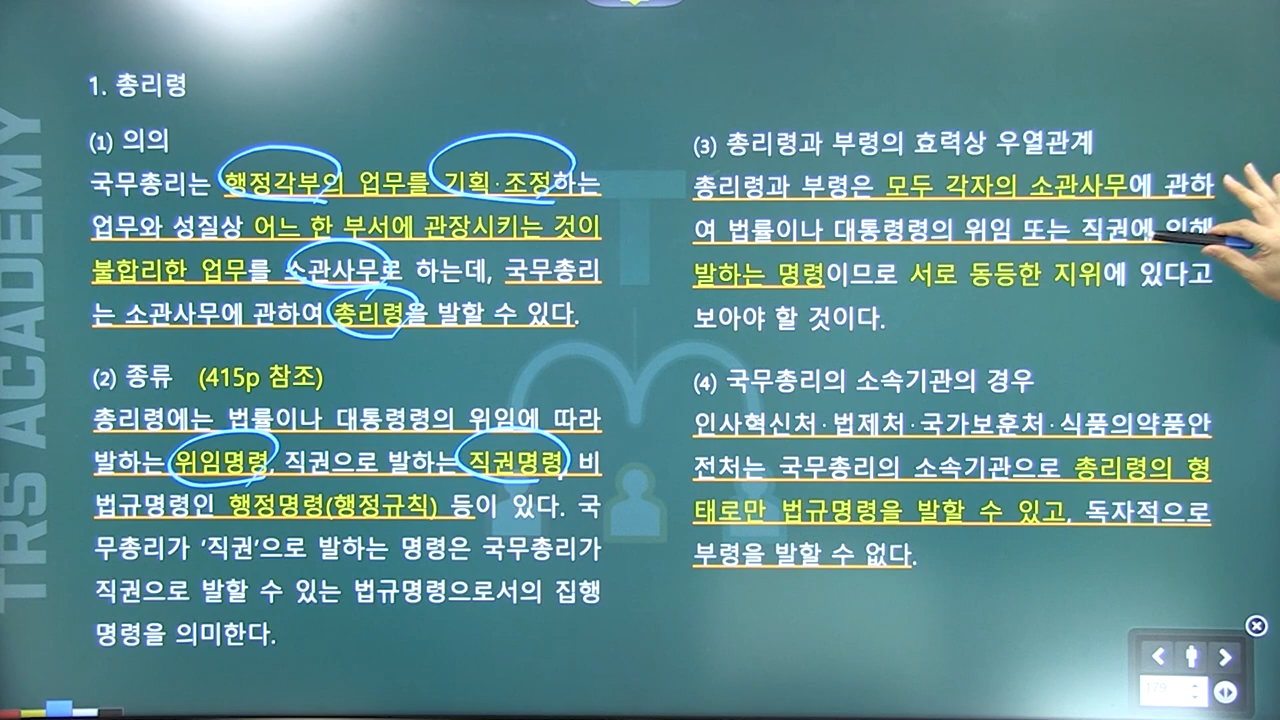 1. 총리령
(1) 의의
국무총리는 행정각부의 업무를 기획·조정하는
업무와 성질상 어느 한 부서에 관장시키는 것이
불합리한 업무를 소관사무로 하는데, 국무총리
는 소관사무에 관하여 총리령을 발할 수 있다.
(2) 종류 (415p 참조)
총리령에는 법률이나 대통령령의 위임에 따라
발하는 위임명령, 직권으로 발하는 직권명령, 비
법규명령인 행정명령(행정규칙) 등이 있다. 국
무총리가 ‘직권’으로 발하는 명령은 국무총리가
직권으로 발할 수 있는 법규명령으로서의 집행
명령을 의미한다.
(3) 총리령과 부령의 효력상 우열관계
총리령과 부령은 모두 각자의 소관사무에 관하
여 법률이나 대통령령의 위임 또는 직권에 의해
발하는 명령이므로 서로 동등한 지위에 있다고
보아야 할 것이다.
(4) 국무총리의 소속기관의 경우
인사혁신처·법제처·국가보훈처·식품의약품안
전처는 국무총리의 소속기관으로 총리령의 형
태로만 법규명령을 발할 수 있고, 독자적으로
부령을 발할 수 없다.
TRS ACADEMY
179